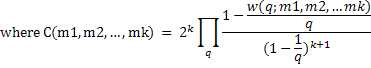 where C(m1,m2,…,mk) = 2^k ∏_q (1 − w(q;m1,m2,…mk)/q) / (1 − 1/q)^(k+1)